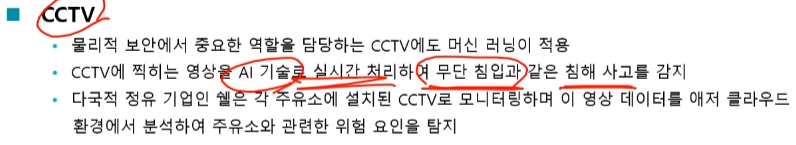 CCTV
물리적 보안에서 중요한 역할을 담당하는 CCTV에도 머신 러닝이 적용
CCTV에 찍히는 영상을 AI 기술로 실시간 처리하여 무단 침입과 같은 침해 사고를 감지
다국적 정유 기업인 쉘은 각 주유소에 설치된 CCTV로 모니터링하며 이 영상 데이터를 애저 클라우드
환경에서 분석하여 주유소와 관련한 위험 요인을 탐지